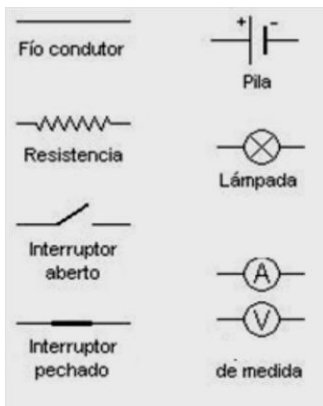 Fío condutor
+ -
Pila
Resistencia
Lámpada
Interruptor
aberto
A
V
Interruptor
pechado
de medida